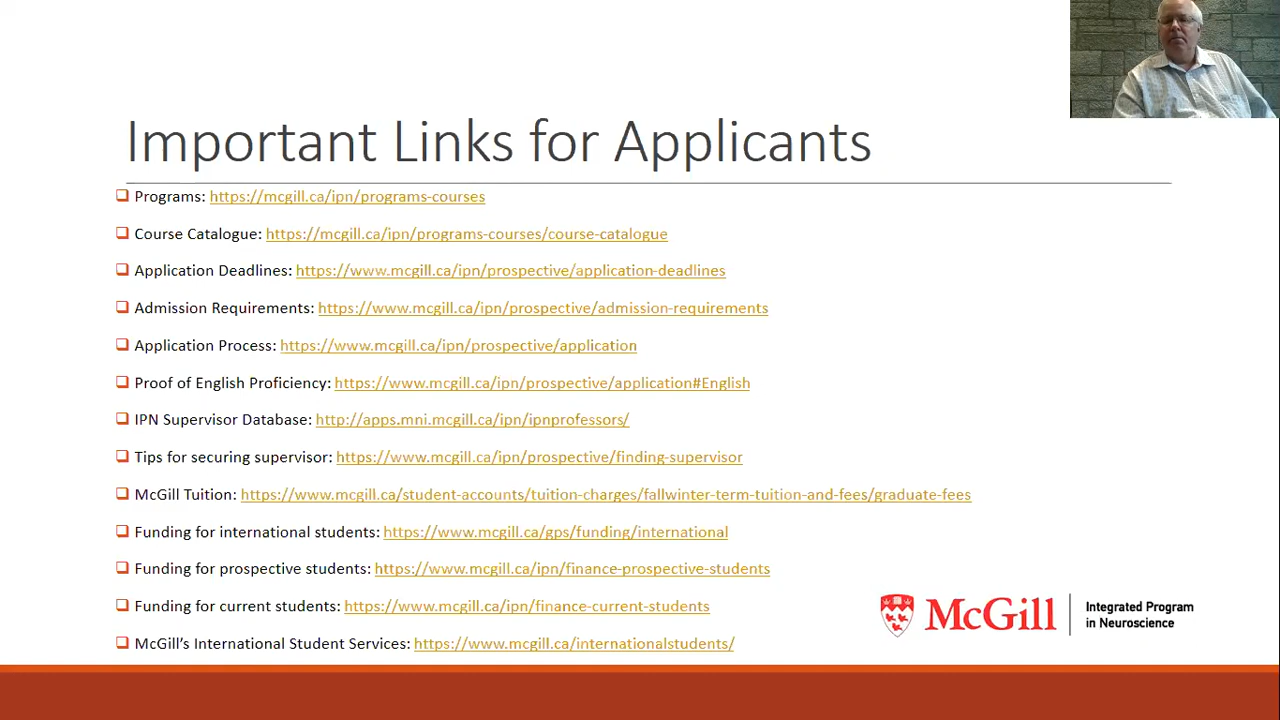 Important Links for Applicants
Programs: https://mcgill.ca/ipn/programs-courses
Course Catalogue: https://mcgill.ca/ipn/programs-courses/course-catalogue
Application Deadlines: https://www.mcgill.ca/ipn/prospective/application-deadlines
Admission Requirements: https://www.mcgill.ca/ipn/prospective/admission-requirements
Application Process: https://www.mcgill.ca/ipn/prospective/application
Proof of English Proficiency: https://www.mcgill.ca/ipn/prospective/application#English
IPN Supervisor Database: http://apps.mni.mcgill.ca/ipn/ipnprofessors/
Tips for securing supervisor: https://www.mcgill.ca/ipn/prospective/finding-supervisor
McGill Tuition: https://www.mcgill.ca/student-accounts/tuition-charges/fallwinter-term-tuition-and-fees/graduate-fees
Funding for international students: https://www.mcgill.ca/gps/funding/international
Funding for prospective students: https://www.mcgill.ca/ipn/finance-prospective-students
Funding for current students: https://www.mcgill.ca/ipn/finance-current-students
McGill’s International Student Services: https://www.mcgill.ca/internationalstudents/
McGill
Integrated Program
in Neuroscience